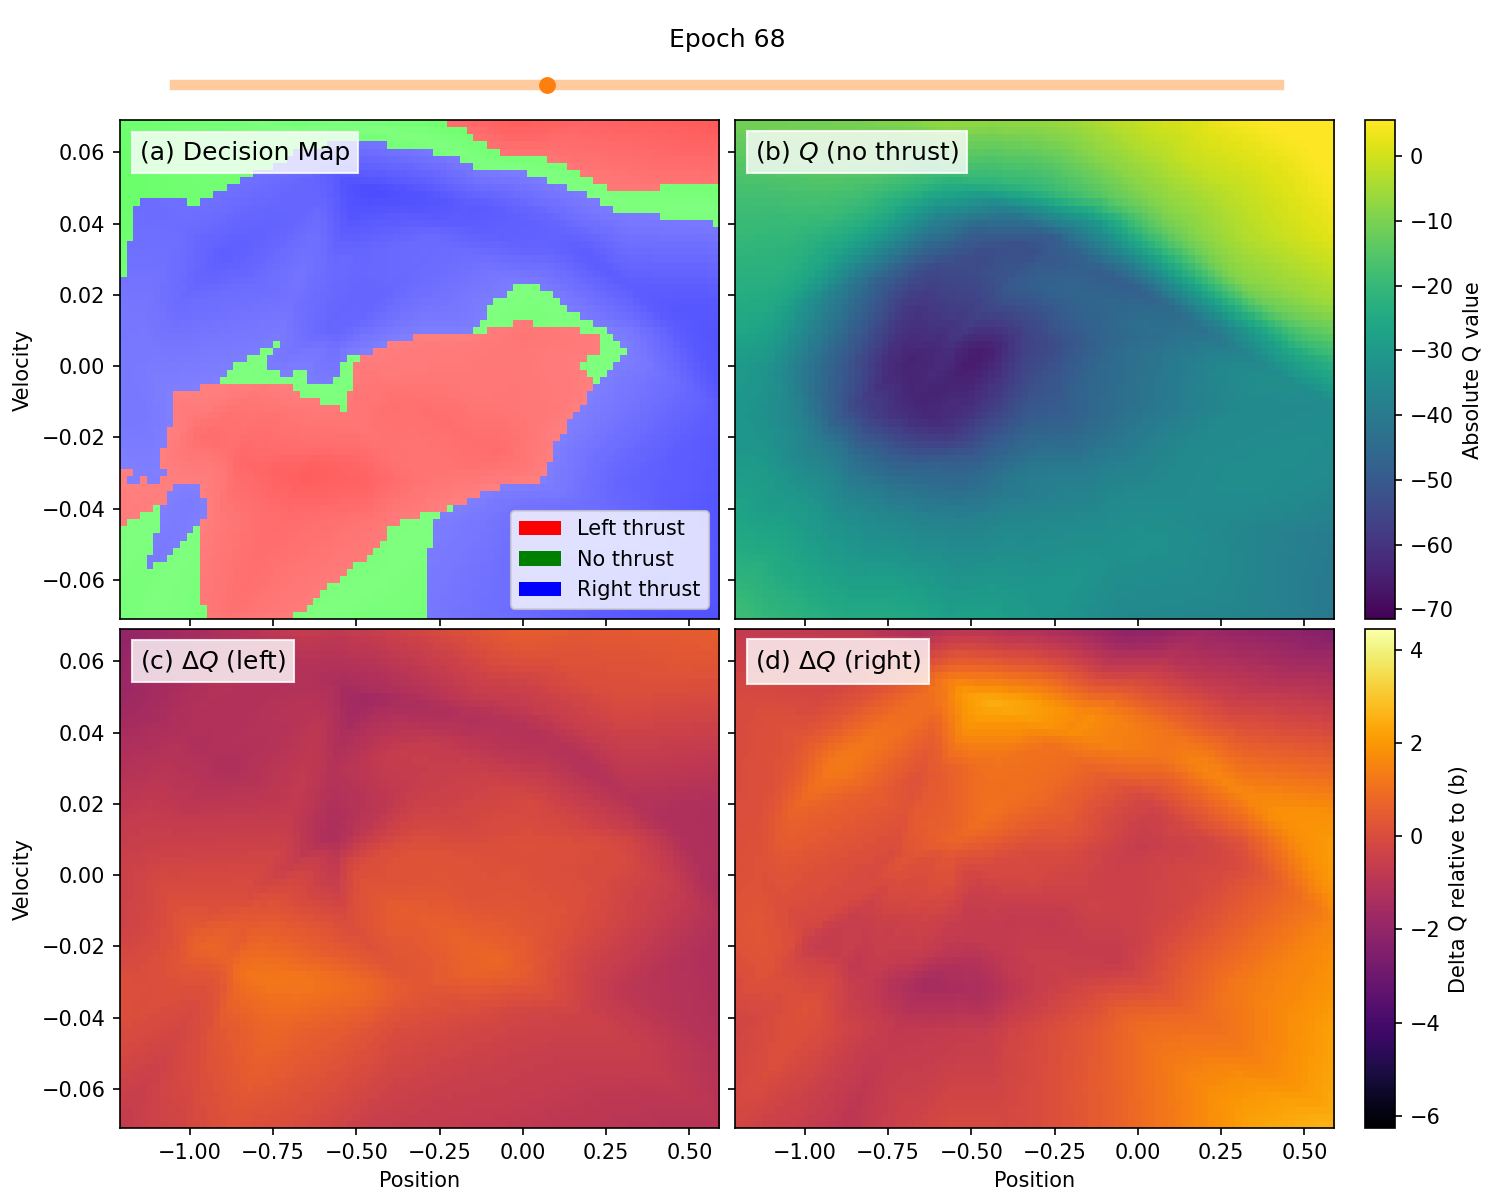 Epoch 68
(a) Decision Map
(b) Q (no thrust)
0.06
0.04
0.02
0.00
−0.02
−0.04
−0.06
Velocity
Left thrust
No thrust
Right thrust
0
−10
−20
−30
−40
−50
−60
−70
Absolute Q value
(c) ΔQ (left)
(d) ΔQ (right)
0.06
0.04
0.02
0.00
−0.02
−0.04
−0.06
Velocity
4
2
0
−2
−4
−6
Delta Q relative to (b)
−1.00 −0.75 −0.50 −0.25 0.00 0.25 0.50
Position
−1.00 −0.75 −0.50 −0.25 0.00 0.25 0.50
Position